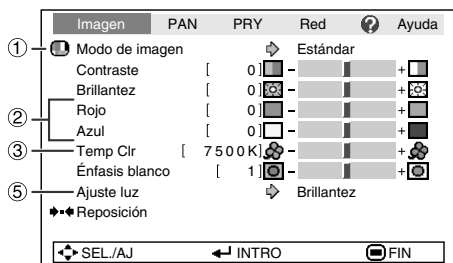 Imagen PAN PRY Red ? Ayuda
① Modo de imagen Estándar
Contraste [ 0] - +
Brillantez [ 0] - +
② Rojo [ 0] - +
Azul [ 0] - +
③ Temp Clr [ 7500K] - +
Énfasis blanco [ 1] - +
⑤ Ajuste luz Brillantez
Reposición
SEL./AJ INTRO FIN